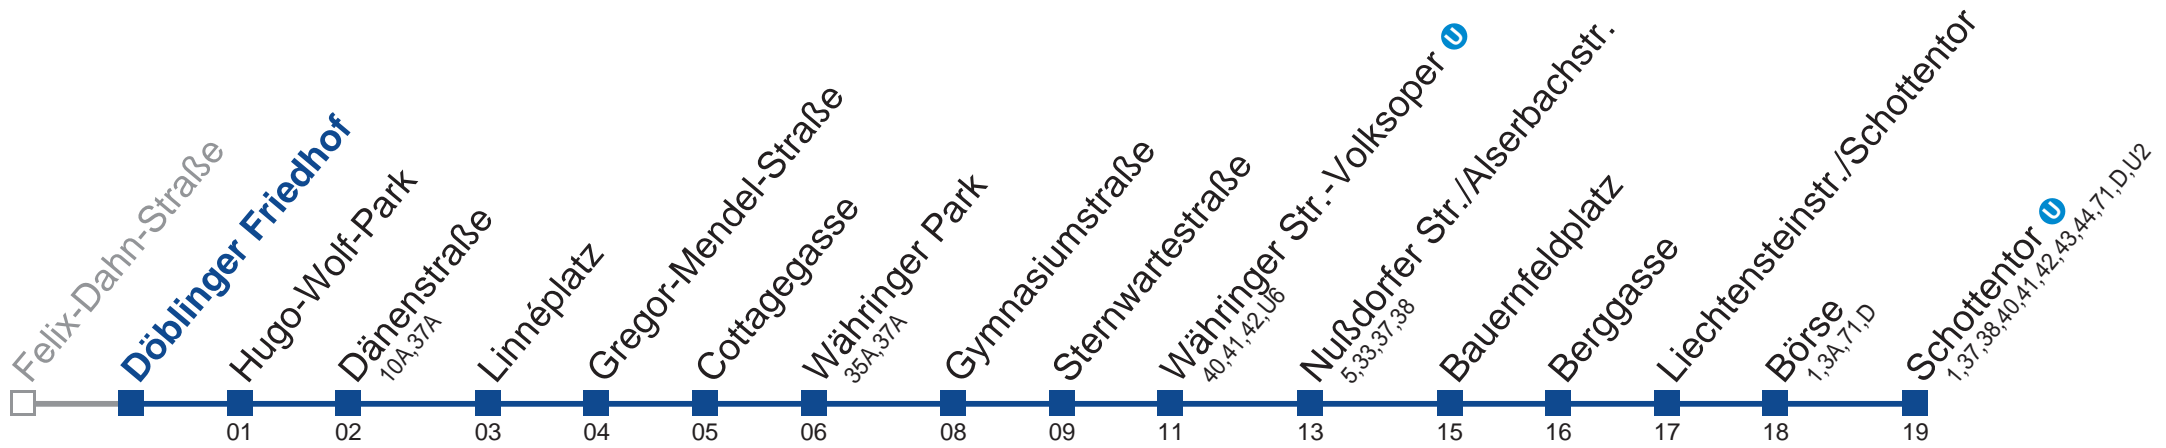 Felix-Dahn-Straße
Döblinger Friedhof
Hugo-Wolf-Park
01
Dänenstraße
10A,37A
02
Linnéplatz
03
Gregor-Mendel-Straße
04
Cottagegasse
05
Währinger Park
35A,37A
06
Gymnasiumstraße
08
Sternwartestraße
09
Währinger Str.-Volksoper U
40,41,42,U6
11
Nußdorfer Str./Alserbachstr.
5,33,37,38
13
Bauernfeldplatz
15
Berggasse
16
Liechtensteinstr./Schottentor
17
Börse
1,3A,71,D
18
Schottentor U
1,37,38,40,41,42,43,44,71,D,U2
19